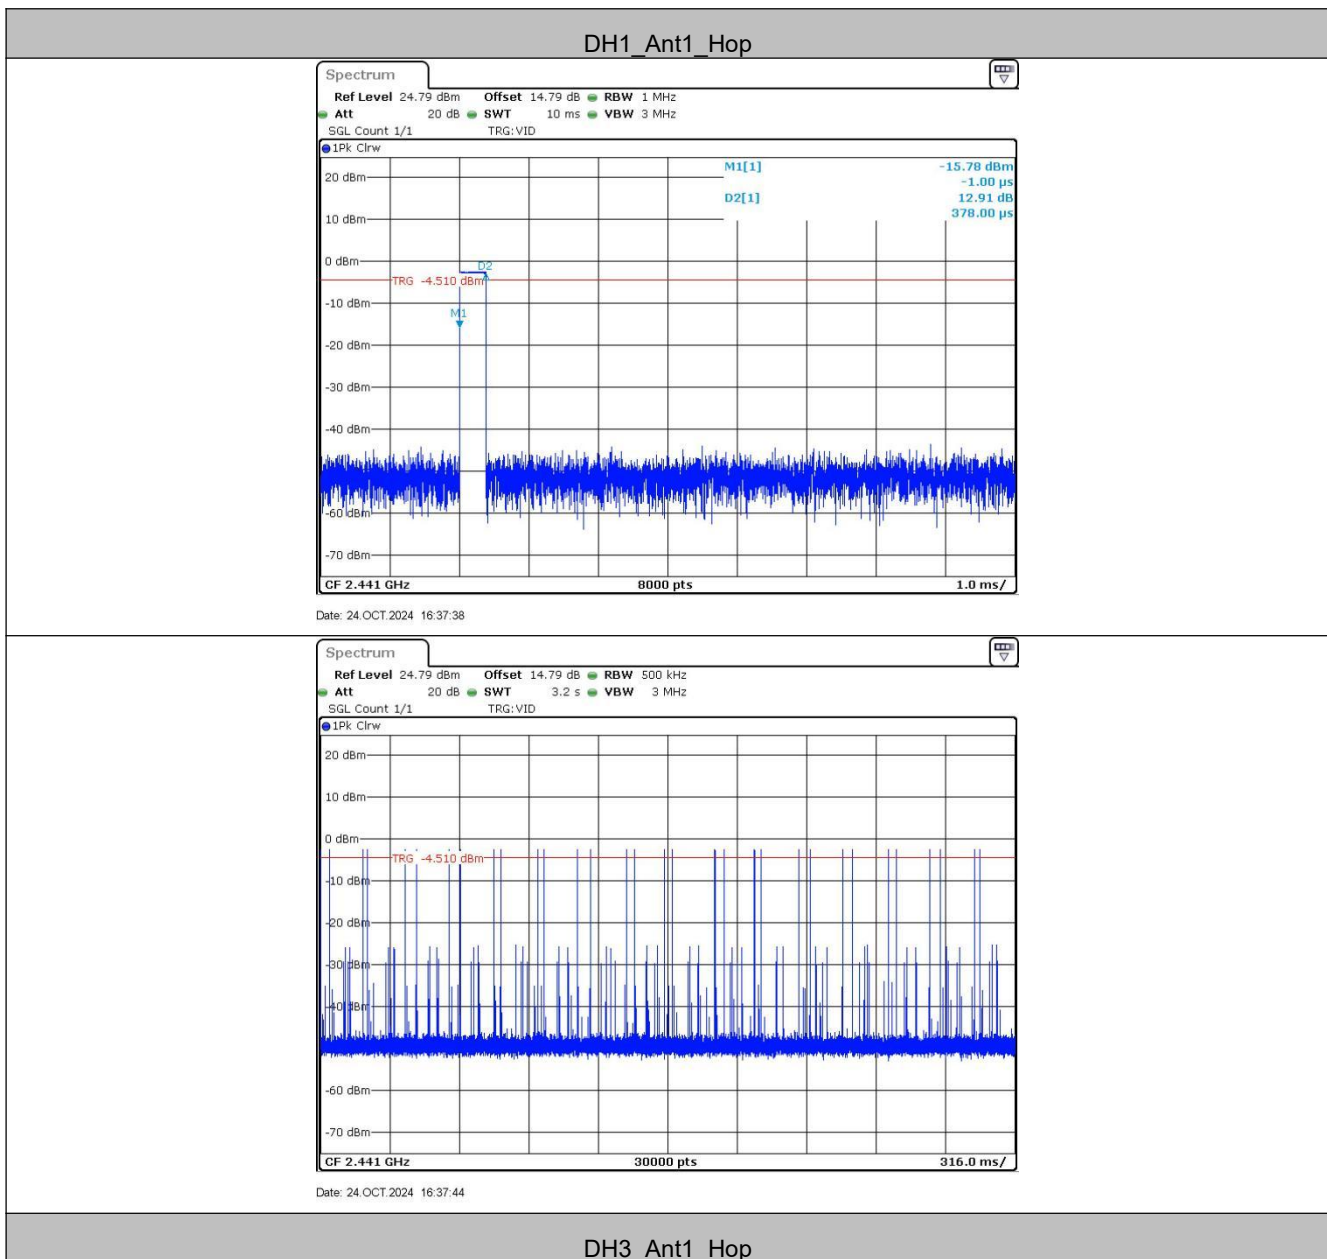 DH1_Ant1_Hop
Spectrum
Ref Level 24.79 dBm Offset 14.79 dB RBW 1 MHz
Att 20 dB SWT 10 ms VBW 3 MHz
SGL Count 1/1 TRG:VID
1Pk Clrw
M1[1] -15.78 dBm
-1.00 µs
D2[1] 12.91 dB
378.00 µs
20 dBm
10 dBm
0 dBm
D2
TRG -4.510 dBm
-10 dBm
M1
-20 dBm
-30 dBm
-40 dBm
-60 dBm
-70 dBm
CF 2.441 GHz 8000 pts 1.0 ms/
Date: 24.OCT.2024 16:37:38
Spectrum
Ref Level 24.79 dBm Offset 14.79 dB RBW 500 kHz
Att 20 dB SWT 3.2 s VBW 3 MHz
SGL Count 1/1 TRG:VID
1Pk Clrw
20 dBm
10 dBm
0 dBm
TRG -4.510 dBm
-10 dBm
-20 dBm
-30 dBm
-40 dBm
-60 dBm
-70 dBm
CF 2.441 GHz 30000 pts 316.0 ms/
Date: 24.OCT.2024 16:37:44
DH3_Ant1_Hop